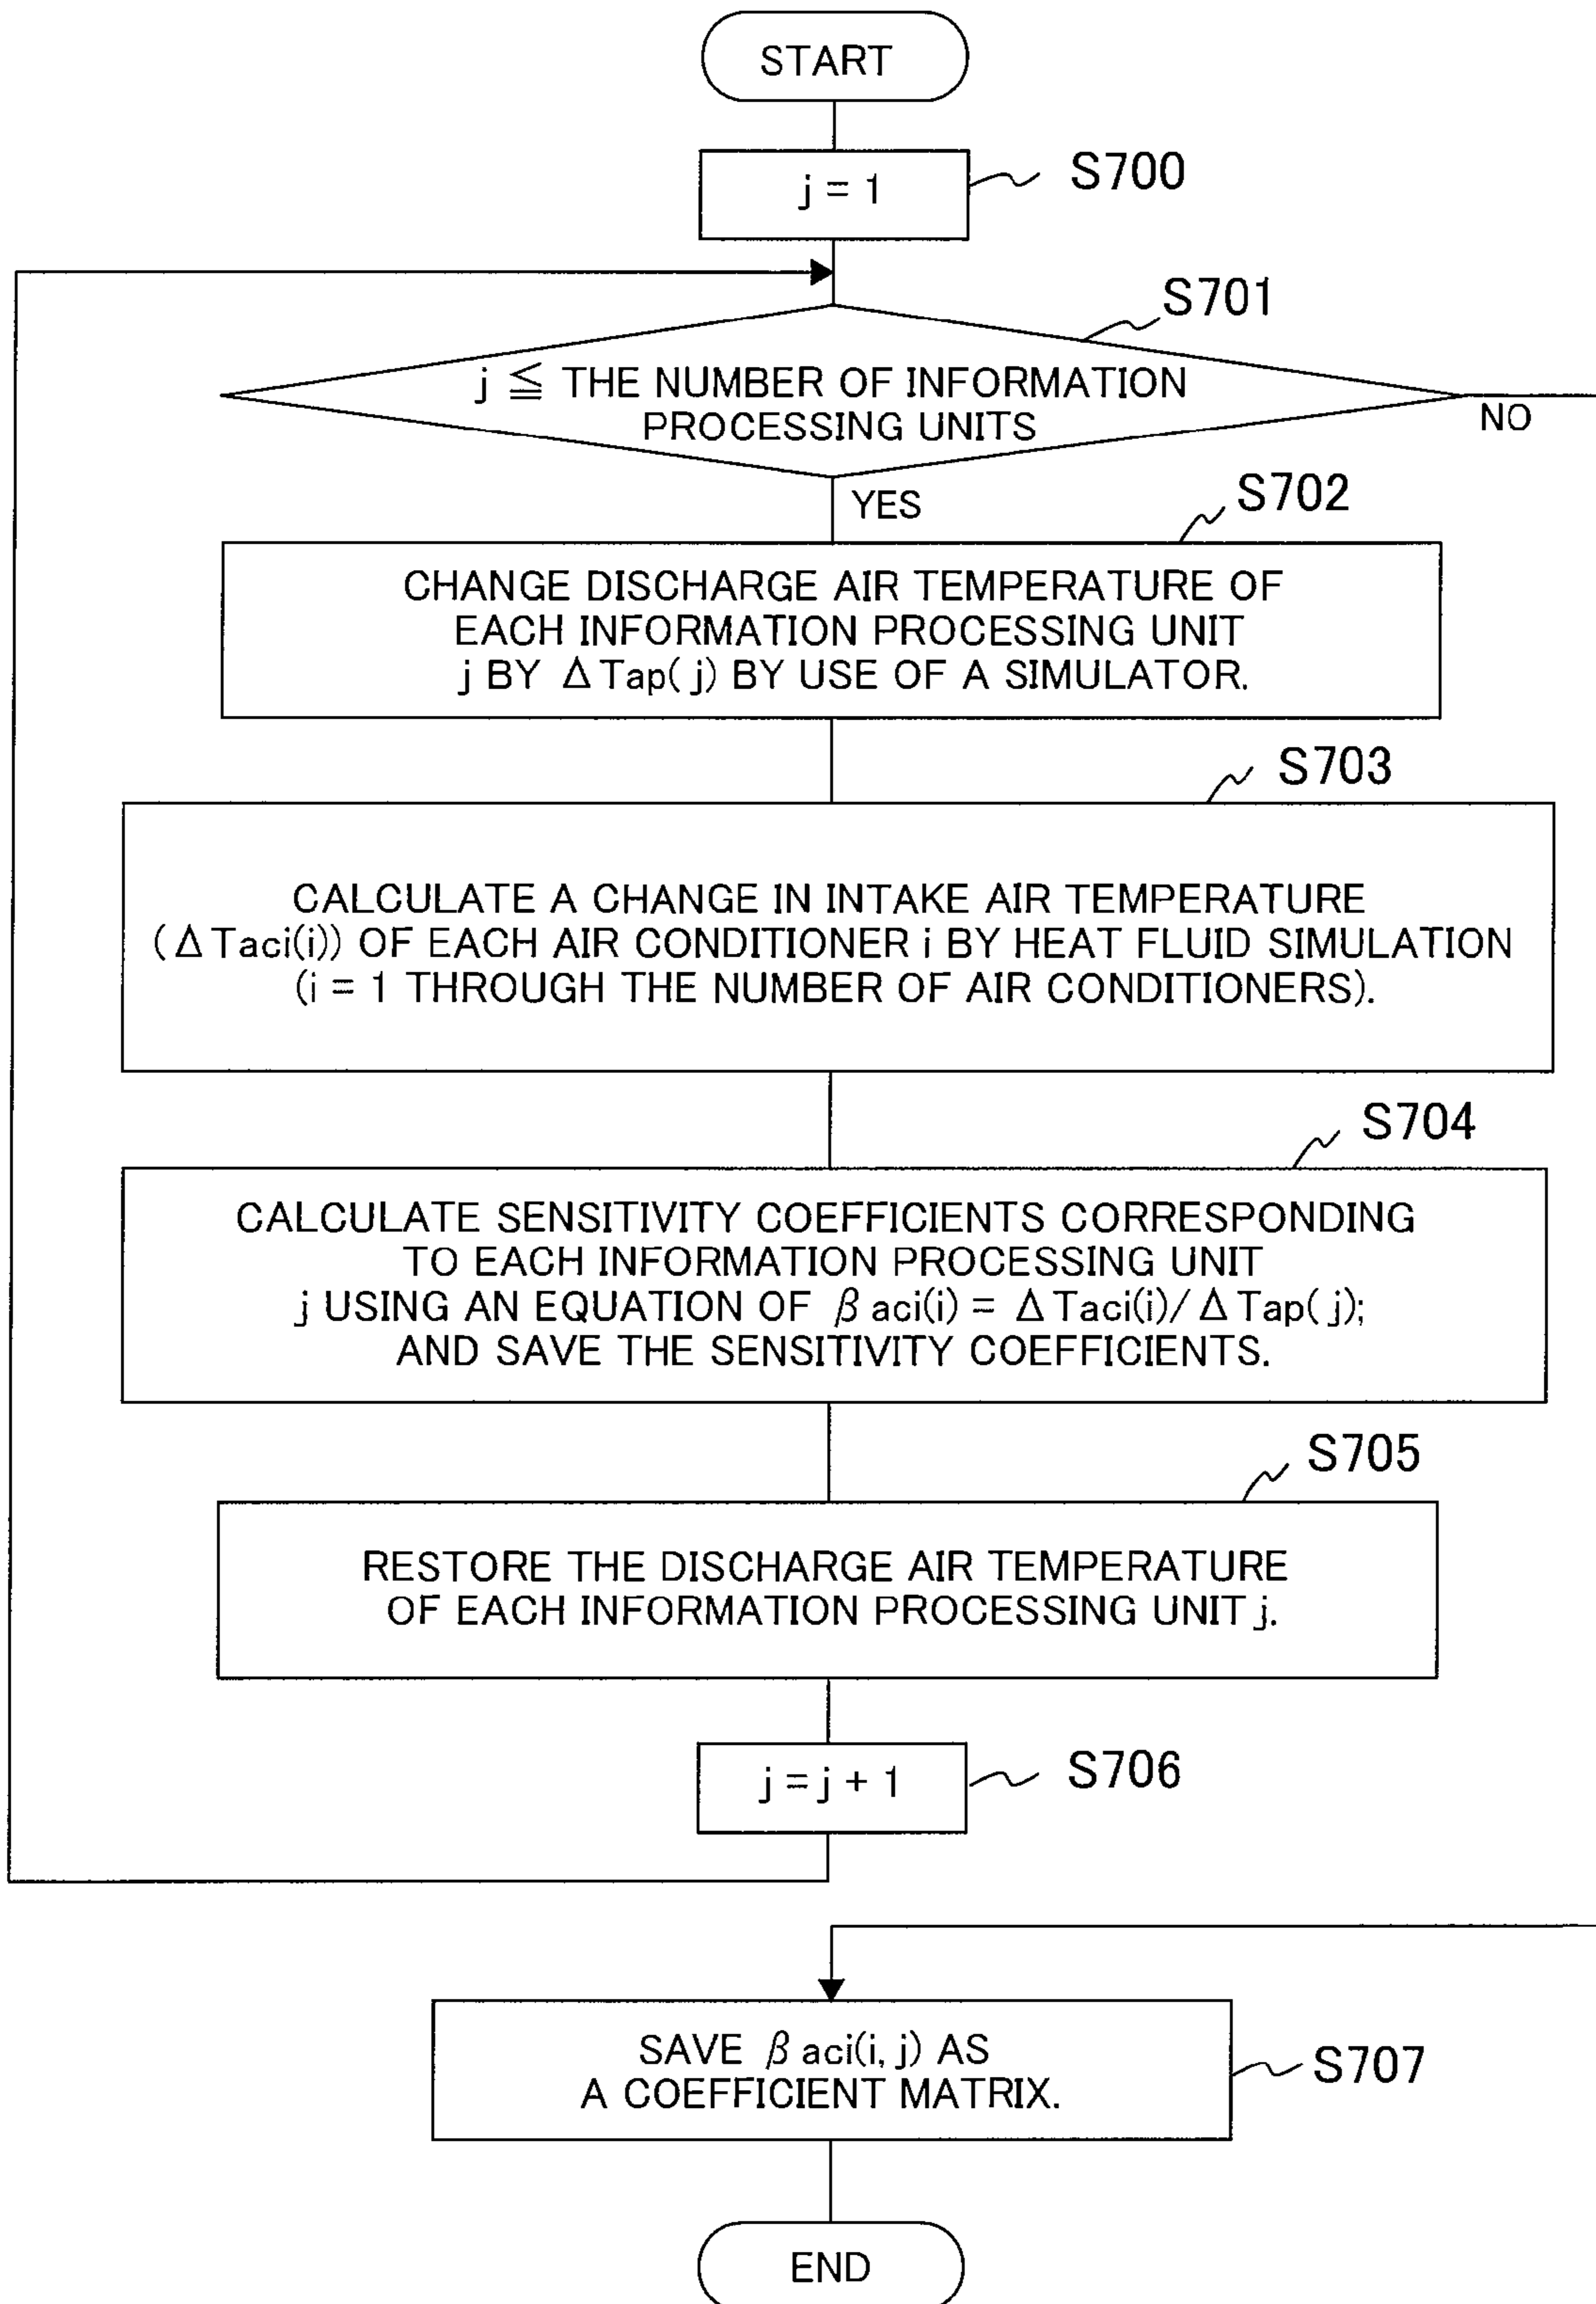 START
j = 1
S700
S701
j ≦ THE NUMBER OF INFORMATION
PROCESSING UNITS
NO
YES
S702
CHANGE DISCHARGE AIR TEMPERATURE OF
EACH INFORMATION PROCESSING UNIT
j BY ΔTap( j) BY USE OF A SIMULATOR.
S703
CALCULATE A CHANGE IN INTAKE AIR TEMPERATURE
(ΔTaci(i)) OF EACH AIR CONDITIONER i BY HEAT FLUID SIMULATION
(i = 1 THROUGH THE NUMBER OF AIR CONDITIONERS).
S704
CALCULATE SENSITIVITY COEFFICIENTS CORRESPONDING
TO EACH INFORMATION PROCESSING UNIT
j USING AN EQUATION OF β aci(i) = ΔTaci(i)/ΔTap( j);
AND SAVE THE SENSITIVITY COEFFICIENTS.
S705
RESTORE THE DISCHARGE AIR TEMPERATURE
OF EACH INFORMATION PROCESSING UNIT j.
j = j + 1
S706
SAVE β aci(i, j) AS
A COEFFICIENT MATRIX.
S707
END